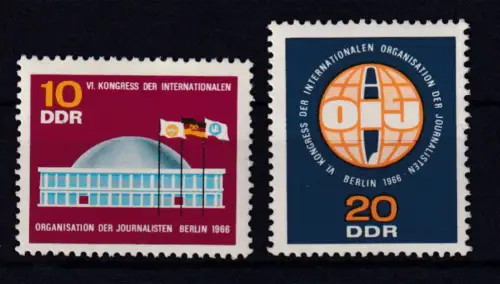 10
DDR
VI. KONGRESS DER INTERNATIONALEN
ORGANISATION DER JOURNALISTEN BERLIN 1966
VI. KONGRESS DER INTERNATIONALEN ORGANISATION DER JOURNALISTEN
OIJ
BERLIN 1966
20
DDR